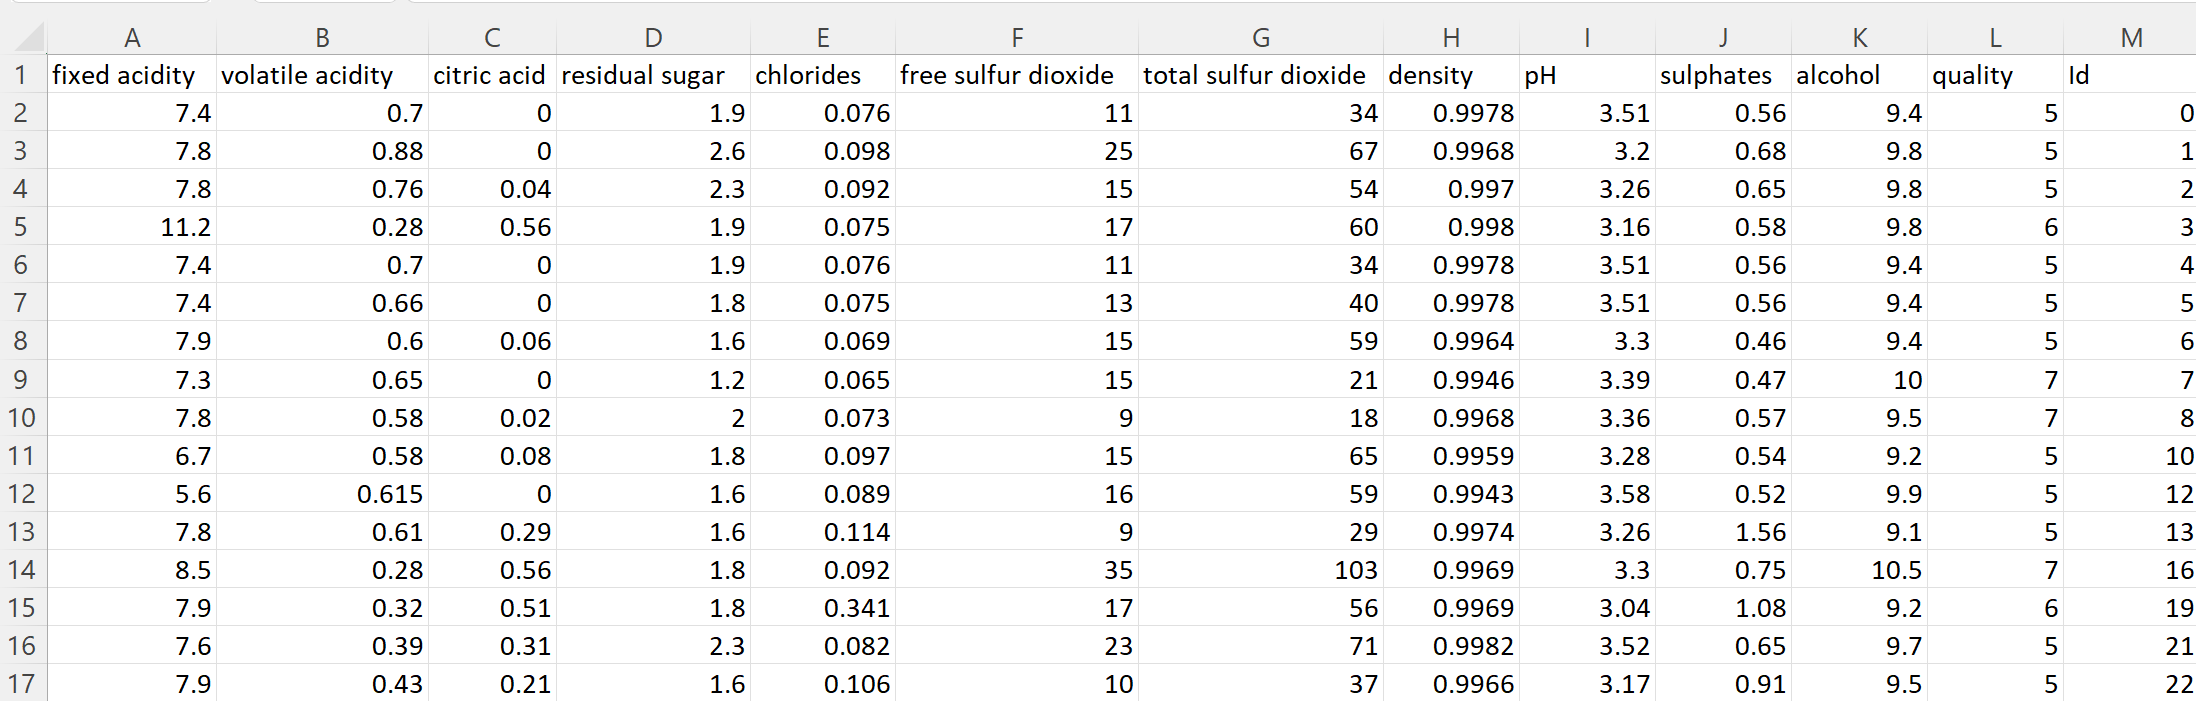 A B C D E F G H I J K L M
1 fixed acidity volatile acidity citric acid residual sugar chlorides free sulfur dioxide total sulfur dioxide density pH sulphates alcohol quality Id
2 7.4 0.7 0 1.9 0.076 11 34 0.9978 3.51 0.56 9.4 5 0
3 7.8 0.88 0 2.6 0.098 25 67 0.9968 3.2 0.68 9.8 5 1
4 7.8 0.76 0.04 2.3 0.092 15 54 0.997 3.26 0.65 9.8 5 2
5 11.2 0.28 0.56 1.9 0.075 17 60 0.998 3.16 0.58 9.8 6 3
6 7.4 0.7 0 1.9 0.076 11 34 0.9978 3.51 0.56 9.4 5 4
7 7.4 0.66 0 1.8 0.075 13 40 0.9978 3.51 0.56 9.4 5 5
8 7.9 0.6 0.06 1.6 0.069 15 59 0.9964 3.3 0.46 9.4 5 6
9 7.3 0.65 0 1.2 0.065 15 21 0.9946 3.39 0.47 10 7 7
10 7.8 0.58 0.02 2 0.073 9 18 0.9968 3.36 0.57 9.5 7 8
11 6.7 0.58 0.08 1.8 0.097 15 65 0.9959 3.28 0.54 9.2 5 10
12 5.6 0.615 0 1.6 0.089 16 59 0.9943 3.58 0.52 9.9 5 12
13 7.8 0.61 0.29 1.6 0.114 9 29 0.9974 3.26 1.56 9.1 5 13
14 8.5 0.28 0.56 1.8 0.092 35 103 0.9969 3.3 0.75 10.5 7 16
15 7.9 0.32 0.51 1.8 0.341 17 56 0.9969 3.04 1.08 9.2 6 19
16 7.6 0.39 0.31 2.3 0.082 23 71 0.9982 3.52 0.65 9.7 5 21
17 7.9 0.43 0.21 1.6 0.106 10 37 0.9966 3.17 0.91 9.5 5 22